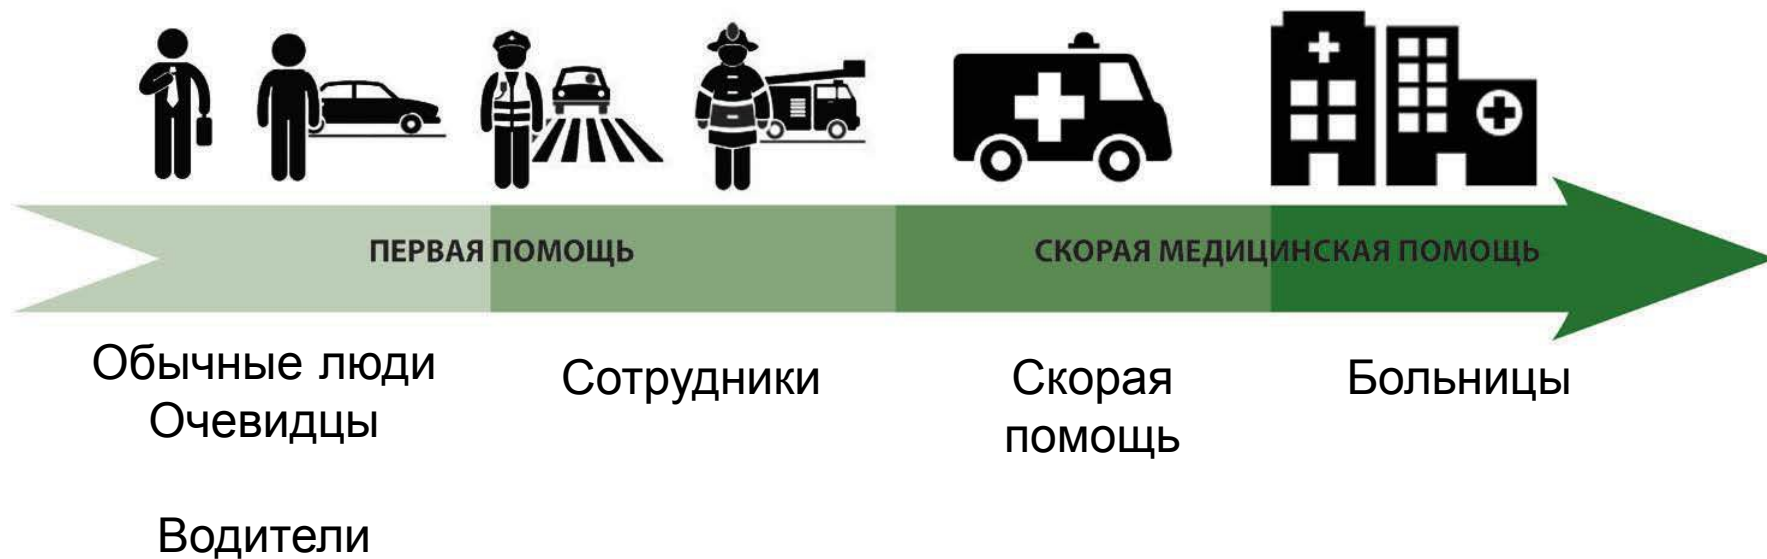 ПЕРВАЯ ПОМОЩЬ
СКОРАЯ МЕДИЦИНСКАЯ ПОМОЩЬ
Обычные люди
Очевидцы
Водители
Сотрудники
Скорая
помощь
Больницы